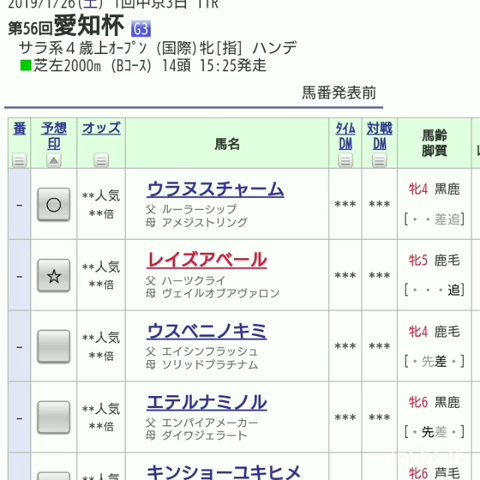 2019/1/26(土) 1回中京3日 11R
第56回愛知杯 G3
サラ系4歳上オープン (国際)牝[指] ハンデ
■芝左2000m (Bコース) 14頭 15:25発走
馬番発表前
番 予想印 オッズ 馬名 タイムDM 対戦DM 馬齢脚質
- ○ **人気 ウラヌスチャーム *** *** 牝4 黒鹿
**倍 父 ルーラーシップ
母 アメジストリング [・・差追]
- ☆ **人気 レイズアベール *** *** 牝5 鹿毛
**倍 父 ハーツクライ
母 ヴェイルオブアヴァロン [・・・追]
- **人気 ウスベニノキミ *** *** 牝4 鹿毛
**倍 父 エイシンフラッシュ
母 ソリッドプラチナム [・先差・]
- **人気 エテルナミノル *** *** 牝6 黒鹿
**倍 父 エンパイアメーカー
母 ダイワジェラート [・先差・]
**人気 キンショーユキヒメ 牝6 芦毛